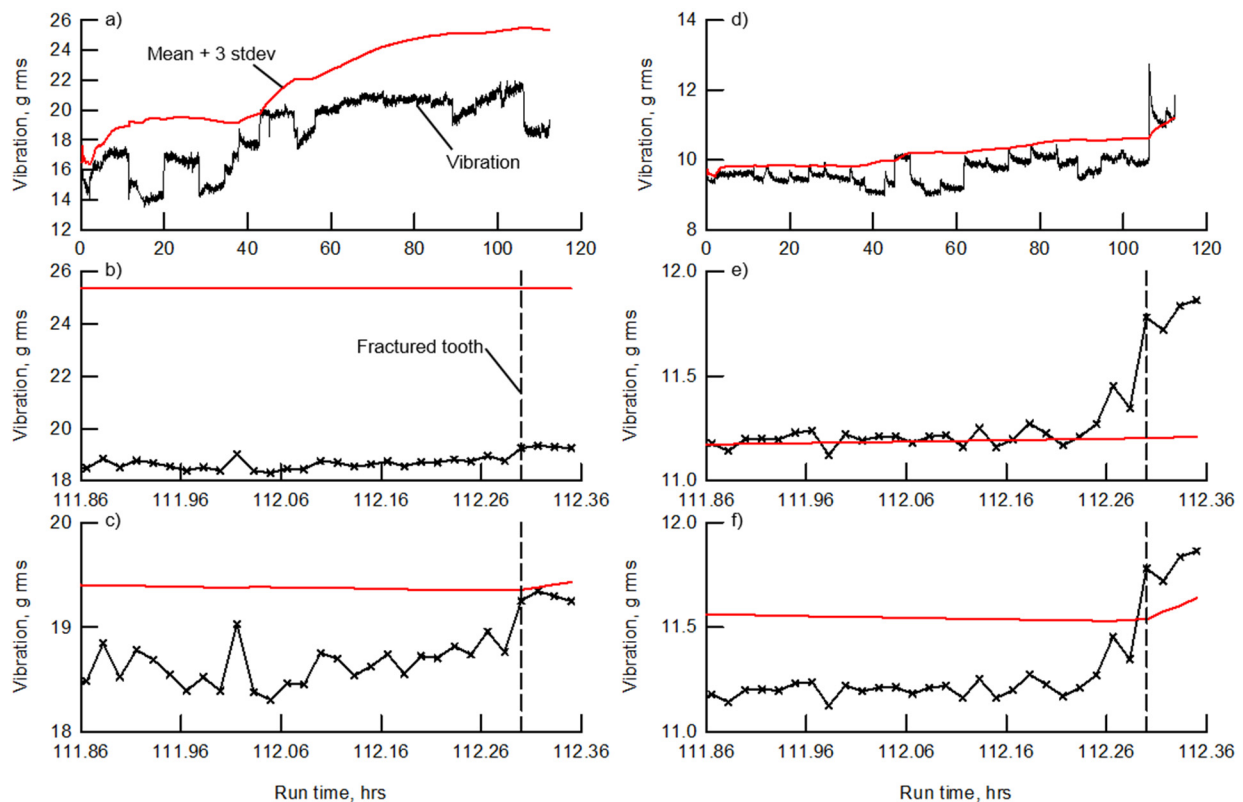 a)
26
24
22
20
18
16
14
12
Vibration, g rms
Mean + 3 stdev
Vibration
0 20 40 60 80 100 120
d)
14
12
10
8
Vibration, g rms
0 20 40 60 80 100 120
b)
26
25
24
22
20
19
18
Vibration, g rms
Fractured tooth
111.86 111.96 112.06 112.16 112.26 112.36
e)
12.0
11.5
11.0
Vibration, g rms
111.86 111.96 112.06 112.16 112.26 112.36
c)
20
19
18
Vibration, g rms
111.86 111.96 112.06 112.16 112.26 112.36
Run time, hrs
f)
12.0
11.5
11.0
Vibration, g rms
111.86 111.96 112.06 112.16 112.26 112.36
Run time, hrs